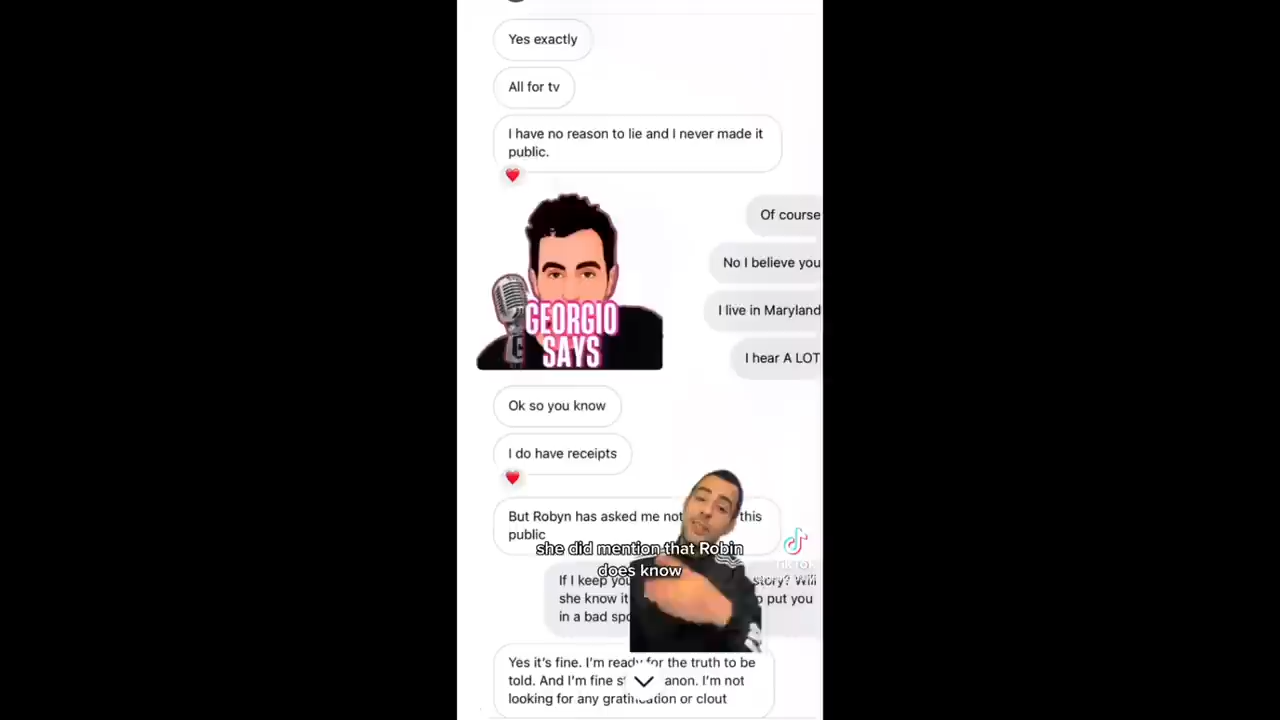 Yes exactly
All for tv
I have no reason to lie and I never made it
public.
Of course
No I believe you
I live in Maryland
GEORGIO
SAYS
I hear A LOT
Ok so you know
I do have receipts
But Robyn has asked me not this
public
she did mention that Robin
does know
TikTok
If I keep you story? Will
she know it put you
in a bad
Yes it's fine. I'm ready for the truth to be
told. And I'm fine anon. I'm not
looking for any gratification or clout